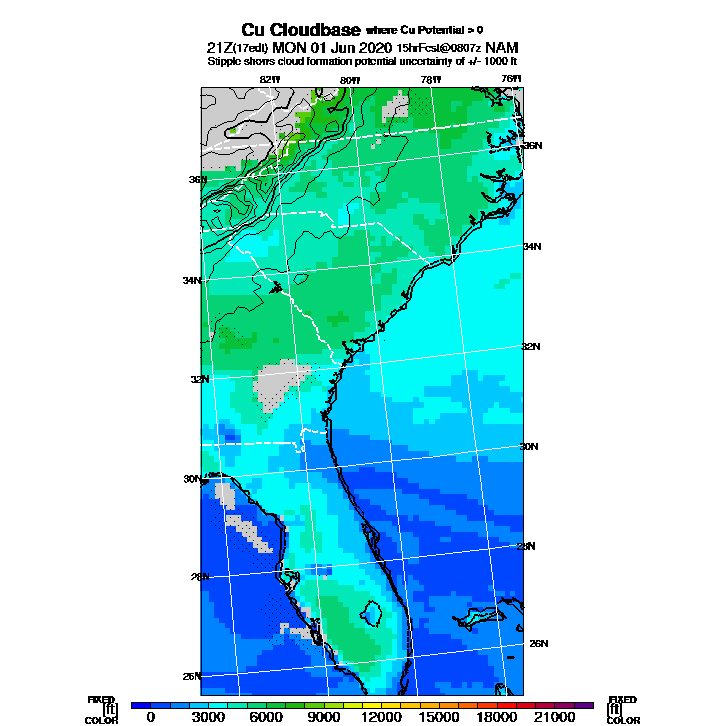 Cu Cloudbase where Cu Potential > 0
21Z(17edt) MON 01 Jun 2020 15hrFcst@0807z NAM
Stipple shows cloud formation potential uncertainty of +/- 1000 ft
82W 80W 78W 76W
36N
36N
34N
34N
32N
32N
30N
30N
28N
28N
26N
26N
FIXED FIXED
[ft] [ft]
COLOR COLOR
0 3000 6000 9000 12000 15000 18000 21000